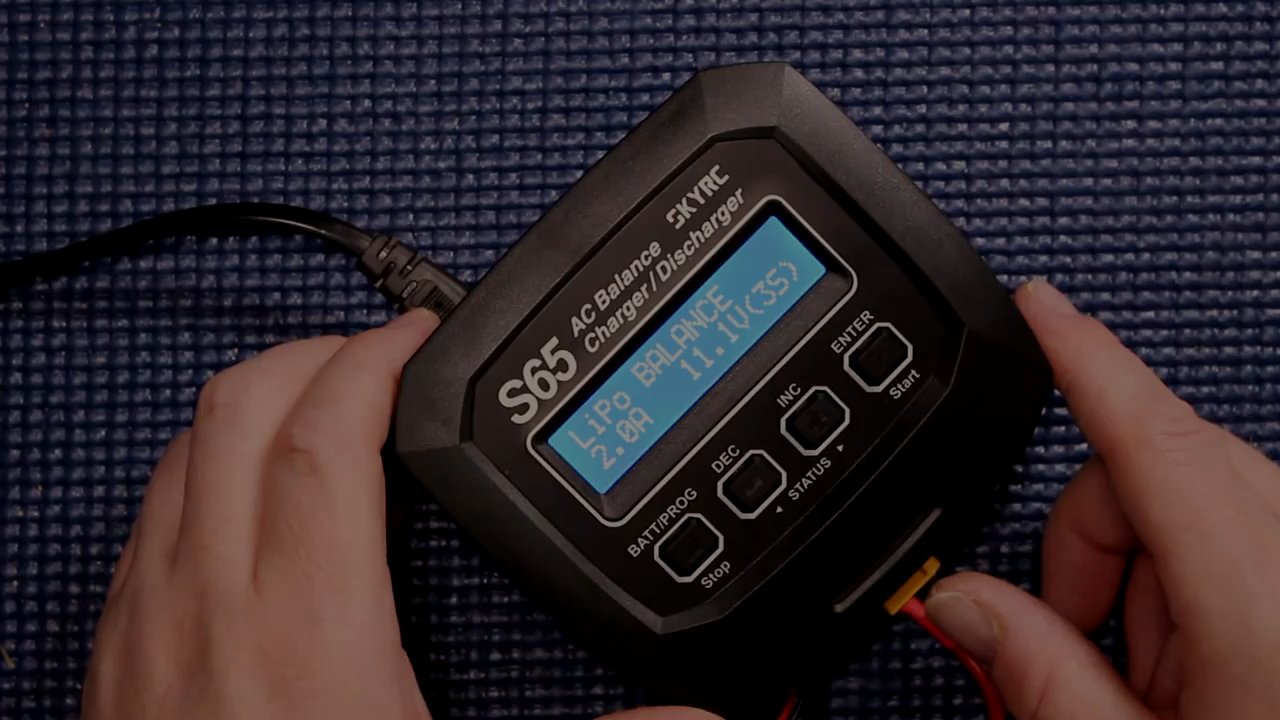 SKYRC
S65 AC Balance
Charger / Discharger
LiPo BALANCE
2.0A 11.1V(3S)
BATT/PROG
DEC
INC
ENTER
Stop
◂ STATUS ▸
Start